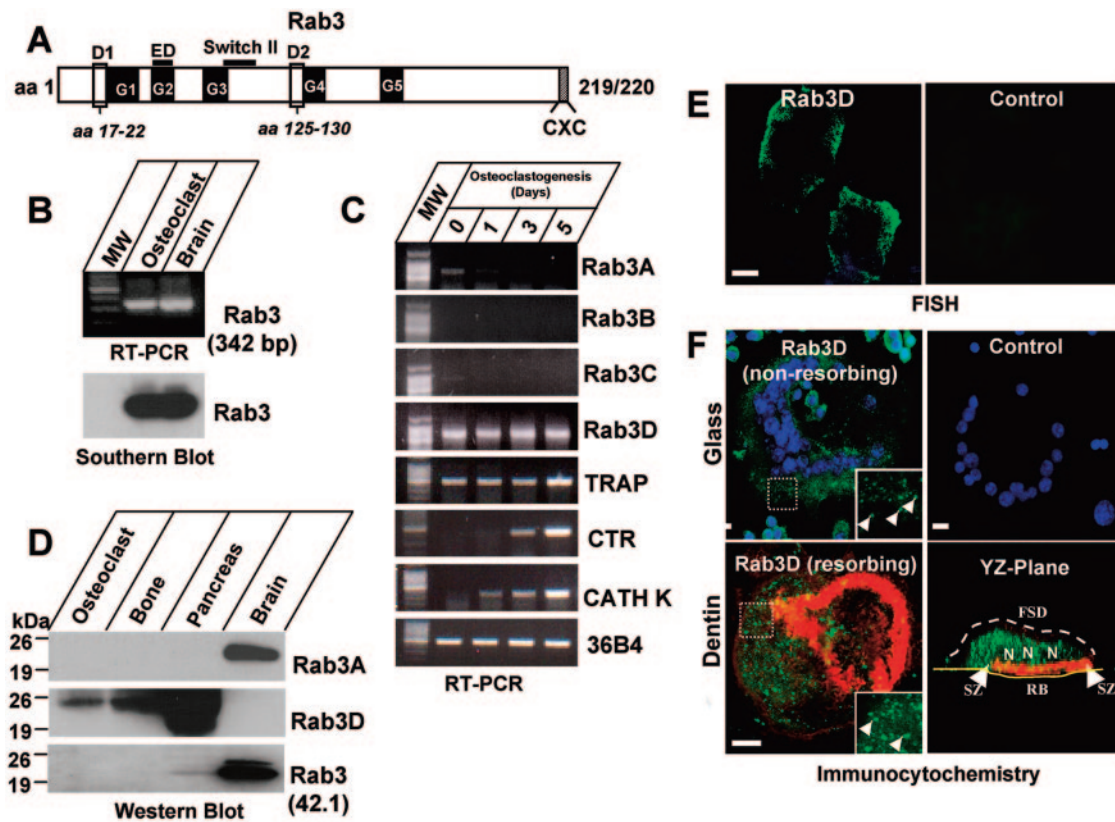 A
Rab3
D1 ED Switch II D2
aa 1 G1 G2 G3 G4 G5 219/220
aa 17-22 aa 125-130 CXC
B
MW Osteoclast Brain
Rab3
(342 bp)
RT-PCR
Rab3
Southern Blot
C
MW
Osteoclastogenesis
(Days)
0 1 3 5
Rab3A
Rab3B
Rab3C
Rab3D
TRAP
CTR
CATH K
36B4
RT-PCR
D
Osteoclast Bone Pancreas Brain
kDa
26
19
Rab3A
26
19
Rab3D
26
19
Rab3
(42.1)
Western Blot
E
Rab3D Control
FISH
F
Glass
Rab3D
(non-resorbing)
Control
Dentin
Rab3D (resorbing)
YZ-Plane
FSD
N N N
SZ RB SZ
Immunocytochemistry